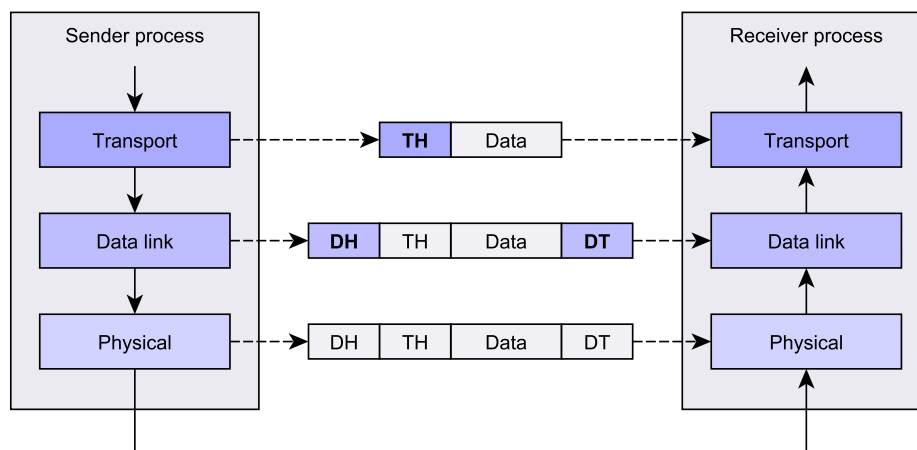 Sender process
Receiver process
Transport
TH Data
Transport
Data link
DH TH Data DT
Data link
Physical
DH TH Data DT
Physical